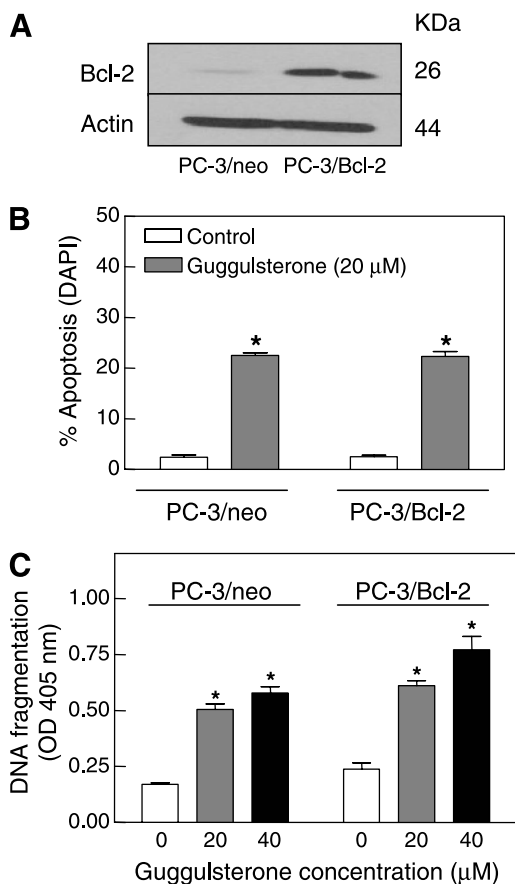 A
KDa
Bcl-2
26
Actin
44
PC-3/neo PC-3/Bcl-2
B
% Apoptosis (DAPI)
50
40
30
20
10
0
Control
Guggulsterone (20 μM)
* *
PC-3/neo PC-3/Bcl-2
C
DNA fragmentation
(OD 405 nm)
1.00
0.75
0.50
0.25
0.00
PC-3/neo PC-3/Bcl-2
* * * *
0 20 40 0 20 40
Guggulsterone concentration (μM)